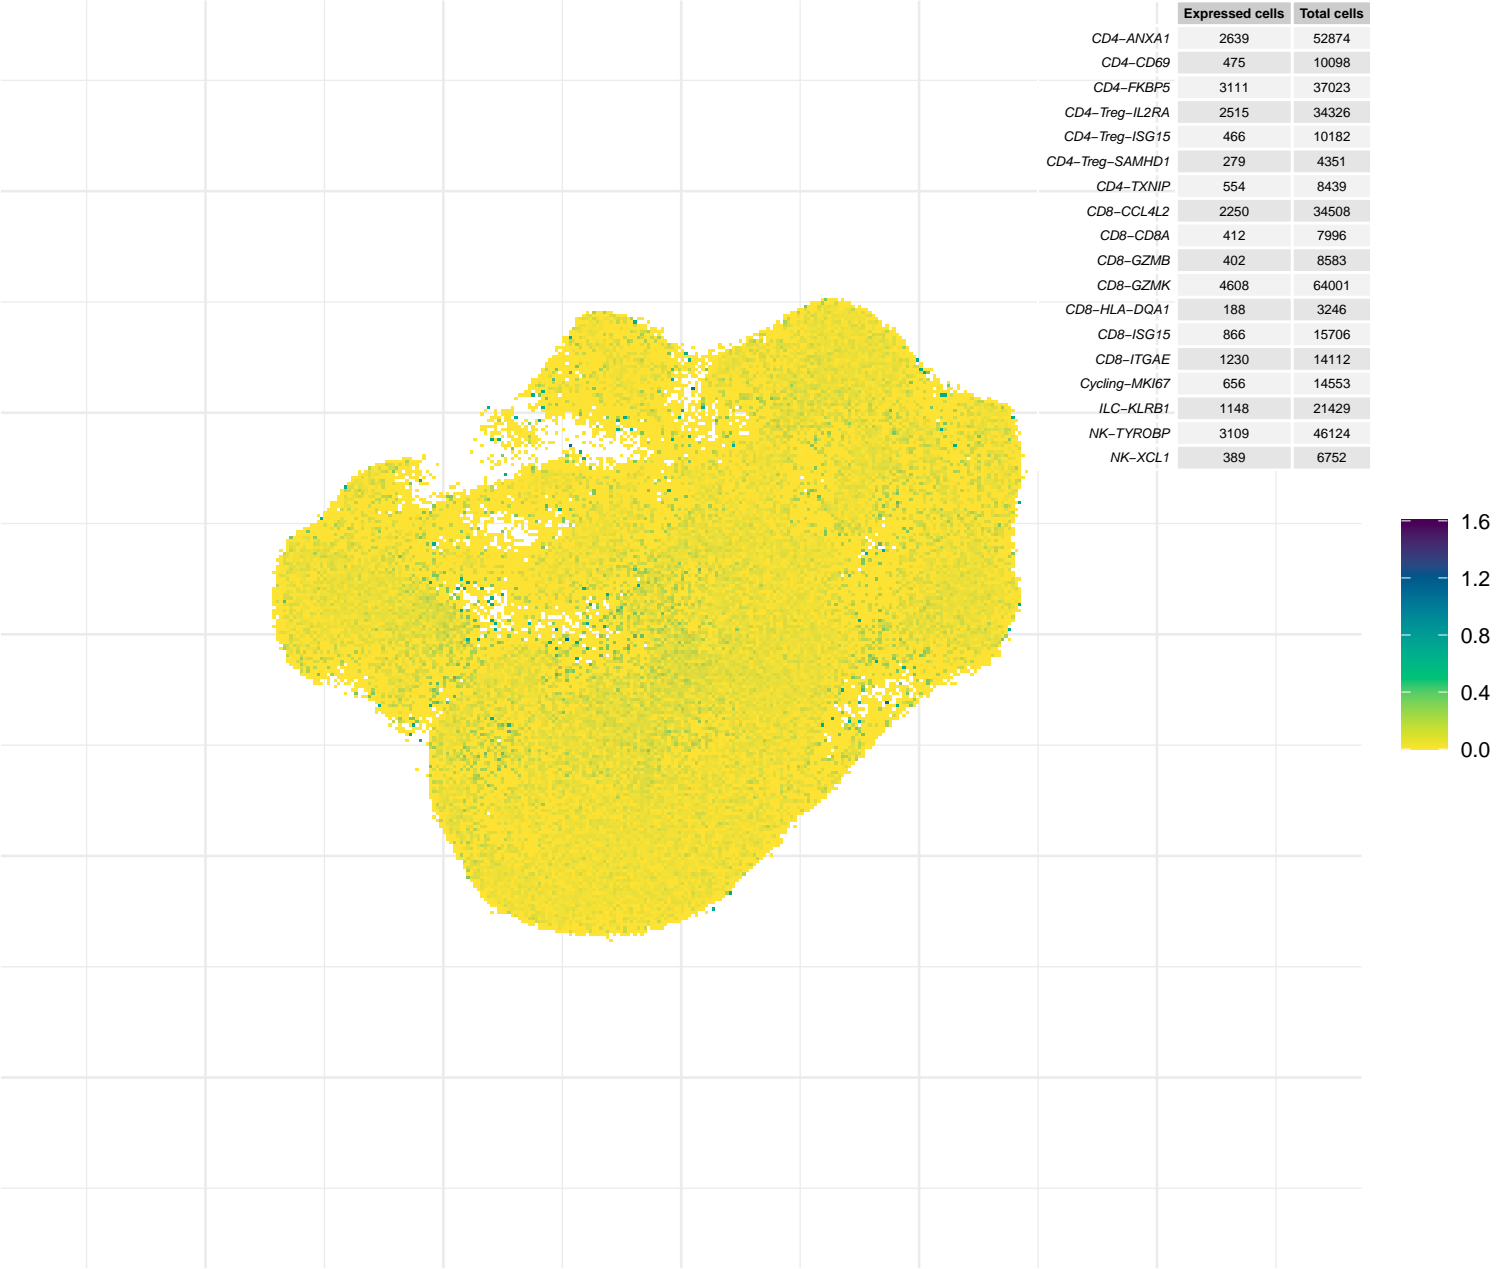 Expressed cells Total cells
CD4−ANXA1 2639 52874
CD4−CD69 475 10098
CD4−FKBP5 3111 37023
CD4−Treg−IL2RA 2515 34326
CD4−Treg−ISG15 466 10182
CD4−Treg−SAMHD1 279 4351
CD4−TXNIP 554 8439
CD8−CCL4L2 2250 34508
CD8−CD8A 412 7996
CD8−GZMB 402 8583
CD8−GZMK 4608 64001
CD8−HLA−DQA1 188 3246
CD8−ISG15 866 15706
CD8−ITGAE 1230 14112
Cycling−MKI67 656 14553
ILC−KLRB1 1148 21429
NK−TYROBP 3109 46124
NK−XCL1 389 6752
1.6
1.2
0.8
0.4
0.0